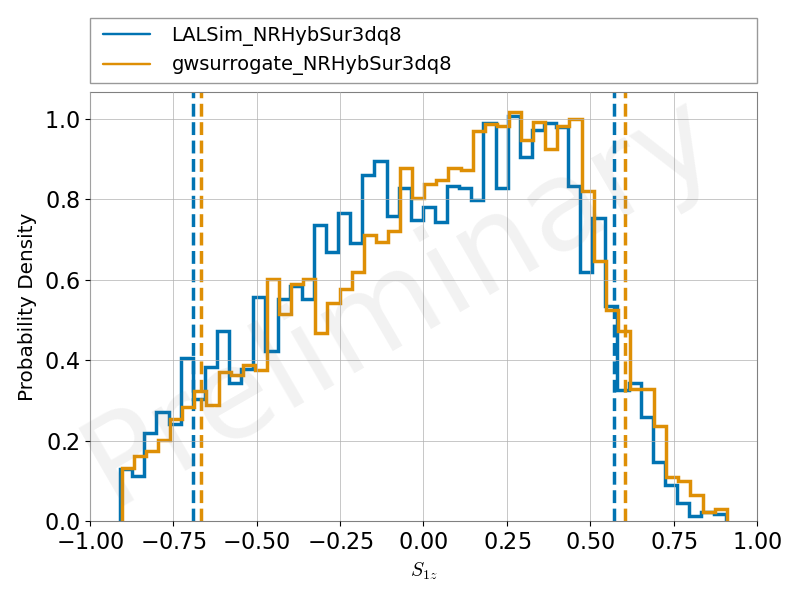 LALSim_NRHybSur3dq8
gwsurrogate_NRHybSur3dq8
Preliminary
Probability Density
1.0
0.8
0.6
0.4
0.2
0.0
−1.00 −0.75 −0.50 −0.25 0.00 0.25 0.50 0.75 1.00
S1z